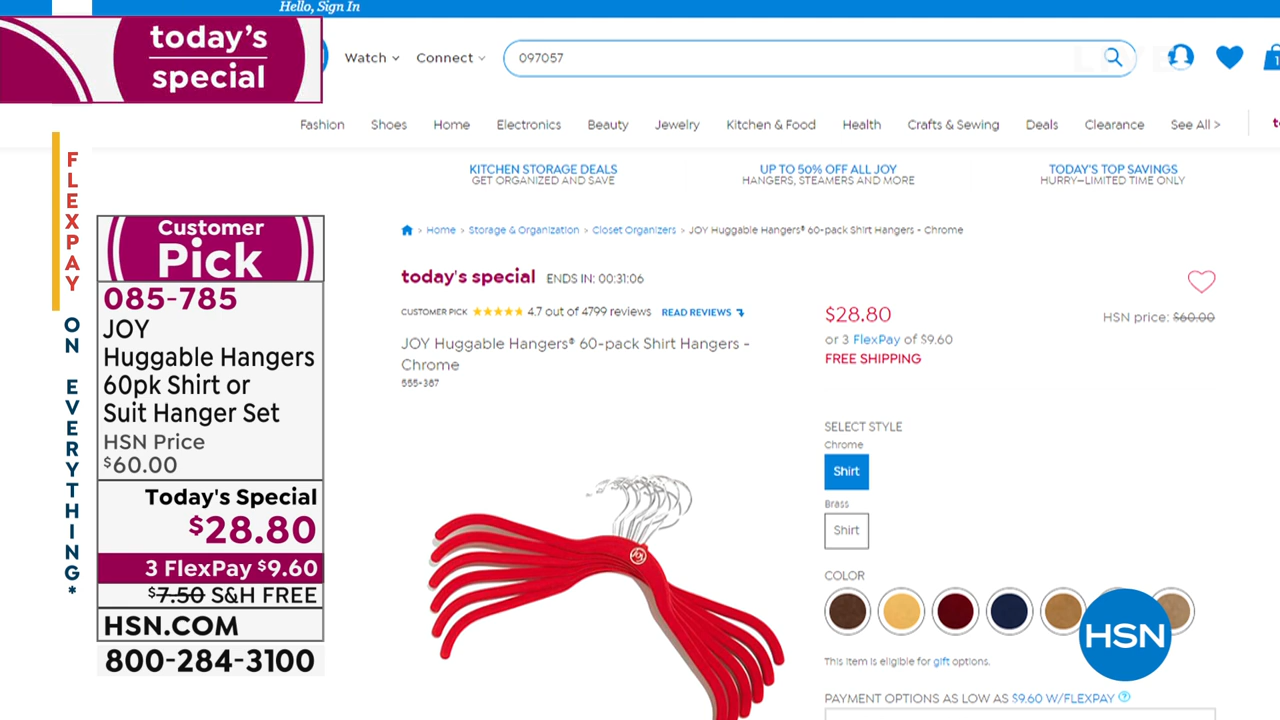 Hello, Sign In
today's
special
Watch
Connect
097057
1
Fashion
Shoes
Home
Electronics
Beauty
Jewelry
Kitchen & Food
Health
Crafts & Sewing
Deals
Clearance
See All >
KITCHEN STORAGE DEALS
GET ORGANIZED AND SAVE
UP TO 50% OFF ALL JOY
HANGERS, STEAMERS AND MORE
TODAY'S TOP SAVINGS
HURRY—LIMITED TIME ONLY
FLEXPAY ON EVERYTHING*
Customer
Pick
085-785
JOY
Huggable Hangers
60pk Shirt or
Suit Hanger Set
HSN Price
$60.00
Today's Special
$28.80
3 FlexPay $9.60
$7.50 S&H FREE
HSN.COM
800-284-3100
> Home > Storage & Organization > Closet Organizers > JOY Huggable Hangers® 60-pack Shirt Hangers - Chrome
today's special ENDS IN: 00:31:06
CUSTOMER PICK 4.7 out of 4799 reviews READ REVIEWS
JOY Huggable Hangers® 60-pack Shirt Hangers -
Chrome
555-387
$28.80
HSN price: $60.00
or 3 FlexPay of $9.60
FREE SHIPPING
SELECT STYLE
Chrome
Shirt
Brass
Shirt
COLOR
JOY
HSN
This item is eligible for gift options.
PAYMENT OPTIONS AS LOW AS $9.60 W/FLEXPAY ?